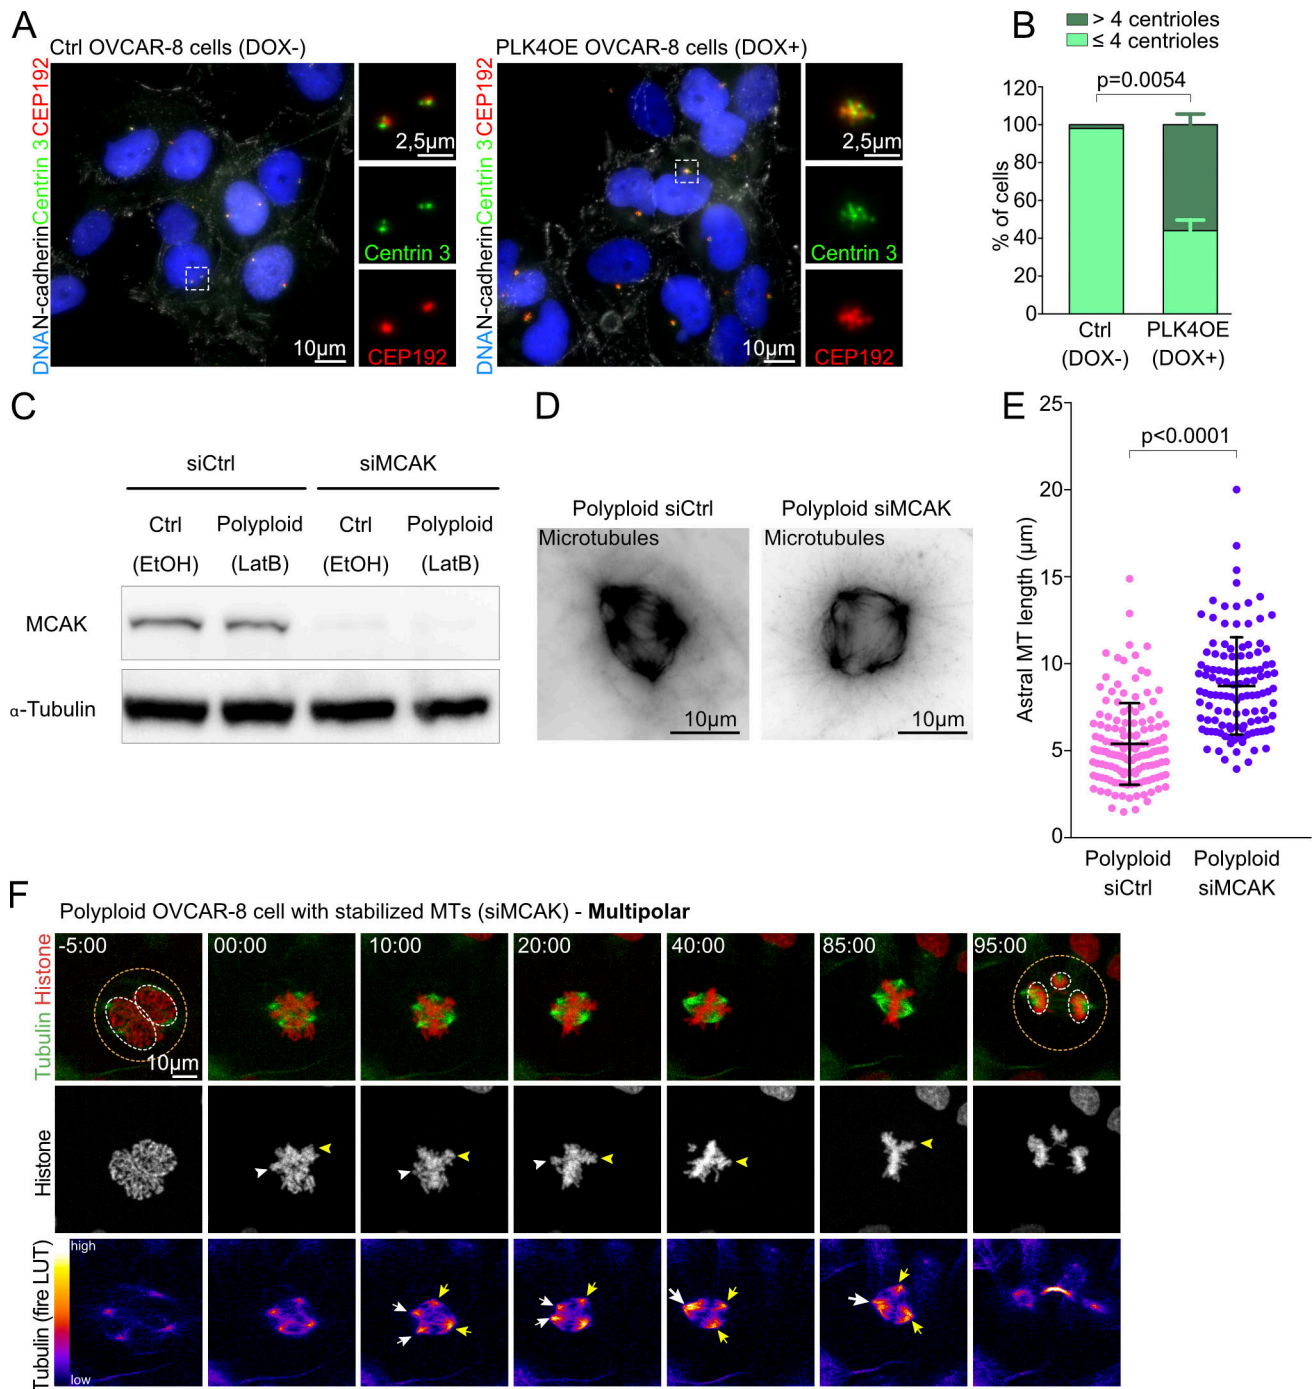 A
Ctrl OVCAR-8 cells (DOX-)
DNAN-cadherinCentrin 3CEP192
10µm
2,5µm
Centrin 3
CEP192
PLK4OE OVCAR-8 cells (DOX+)
DNAN-cadherinCentrin 3CEP192
10µm
2,5µm
Centrin 3
CEP192
B
> 4 centrioles
≤ 4 centrioles
p=0.0054
% of cells
120
100
80
60
40
20
0
Ctrl
(DOX-)
PLK4OE
(DOX+)
C
siCtrl
siMCAK
Ctrl
(EtOH)
Polyploid
(LatB)
Ctrl
(EtOH)
Polyploid
(LatB)
MCAK
α-Tubulin
D
Polyploid siCtrl
Microtubules
10µm
Polyploid siMCAK
Microtubules
10µm
E
p<0.0001
Astral MT length (µm)
25
20
15
10
5
0
Polyploid
siCtrl
Polyploid
siMCAK
F
Polyploid OVCAR-8 cell with stabilized MTs (siMCAK) - Multipolar
Tubulin Histone
-5:00
10µm
00:00
10:00
20:00
40:00
85:00
95:00
Histone
Tubulin (fire LUT)
high
low